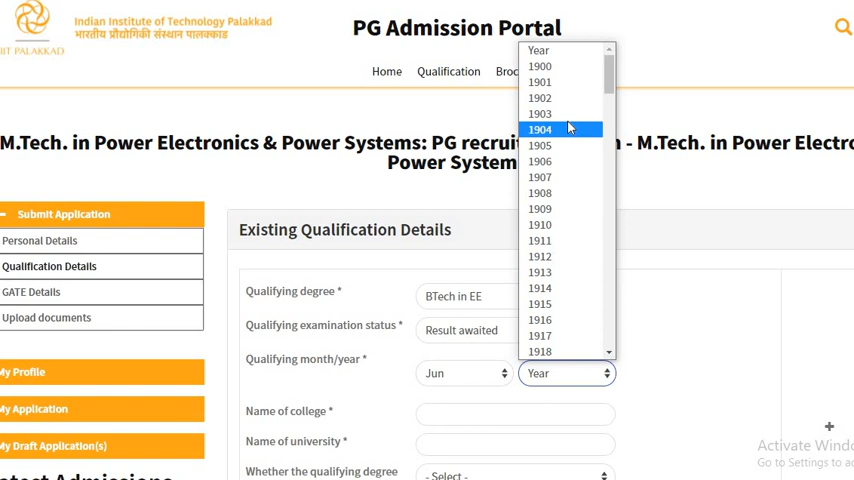 Indian Institute of Technology Palakkad
भारतीय प्रौद्योगिकी संस्थान पालक्काड
IIT PALAKKAD
PG Admission Portal
Home Qualification Broc
M.Tech. in Power Electronics & Power Systems: PG recruit n - M.Tech. in Power Electro
Power System
Submit Application
Personal Details
Qualification Details
GATE Details
Upload documents
My Profile
My Application
My Draft Application(s)
Existing Qualification Details
Qualifying degree *
BTech in EE
Qualifying examination status *
Result awaited
Qualifying month/year *
Jun
Year
Name of college *
Name of university *
Whether the qualifying degree
- Select -
Year
1900
1901
1902
1903
1904
1905
1906
1907
1908
1909
1910
1911
1912
1913
1914
1915
1916
1917
1918
Activate Windo
Go to Settings to a